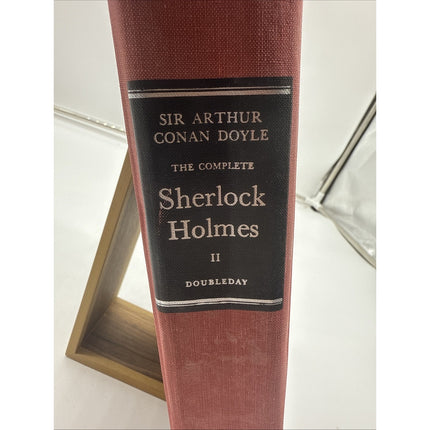 SIR ARTHUR
CONAN DOYLE
THE COMPLETE
Sherlock
Holmes
II
DOUBLEDAY